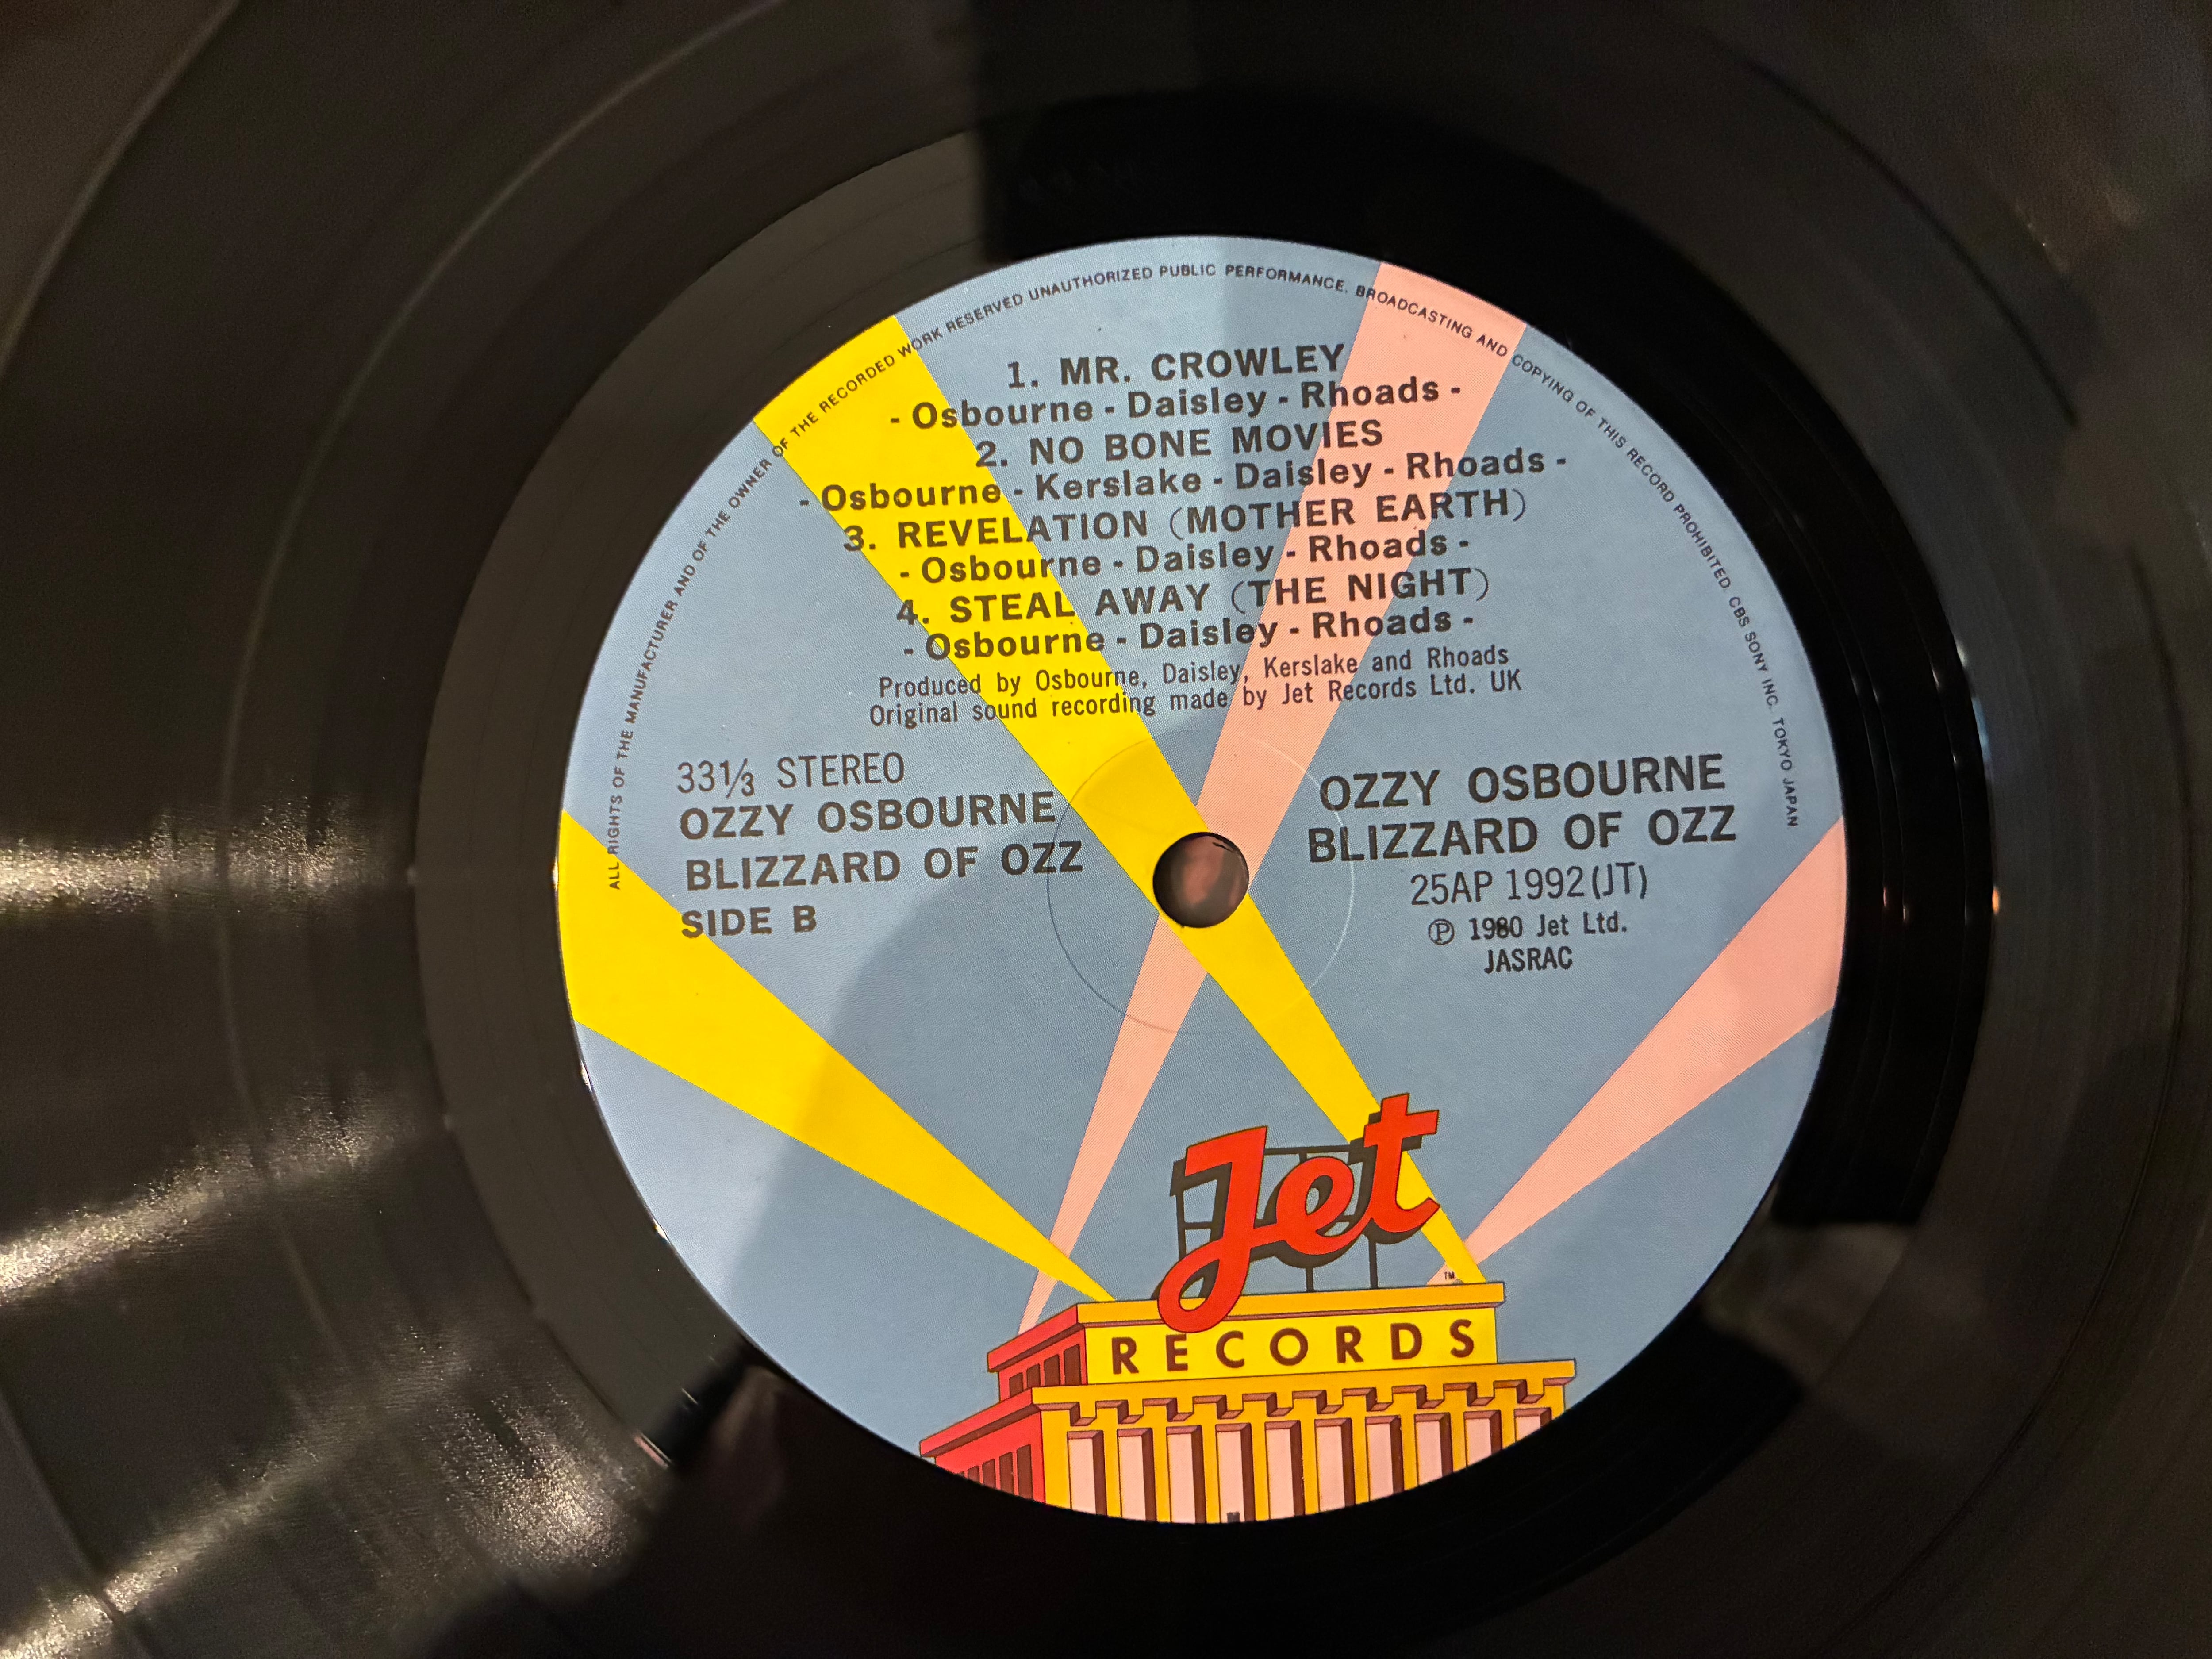 ALL RIGHTS OF THE MANUFACTURER AND OF THE OWNER OF THE RECORDED WORK RESERVED UNAUTHORIZED PUBLIC PERFORMANCE, BROADCASTING AND COPYING OF THIS RECORD PROHIBITED. CBS SONY INC. TOKYO JAPAN
1. MR. CROWLEY
- Osbourne - Daisley - Rhoads -
2. NO BONE MOVIES
- Osbourne - Kerslake - Daisley - Rhoads -
3. REVELATION (MOTHER EARTH)
- Osbourne - Daisley - Rhoads -
4. STEAL AWAY (THE NIGHT)
- Osbourne - Daisley - Rhoads -
Produced by Osbourne, Daisley, Kerslake and Rhoads
Original sound recording made by Jet Records Ltd. UK
33 1/3 STEREO
OZZY OSBOURNE
BLIZZARD OF OZZ
SIDE B
OZZY OSBOURNE
BLIZZARD OF OZZ
25AP 1992(JT)
Ⓟ 1980 Jet Ltd.
JASRAC
Jet
TM
RECORDS